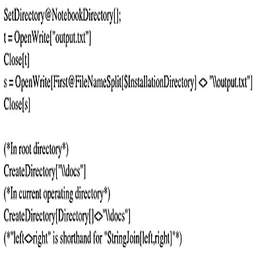 SetDirectory@NotebookDirectory[];
t = OpenWrite["output.txt"]
Close[t]
s = OpenWrite[First@FileNameSplit[$InstallationDirectory] <> "\\output.txt"]
Close[s]

(*In root directory*)
CreateDirectory["\\docs"]
(*In current operating directory*)
CreateDirectory[Directory[]<>"\\docs"]
(*"left<>right" is shorthand for "StringJoin[left,right]"*)